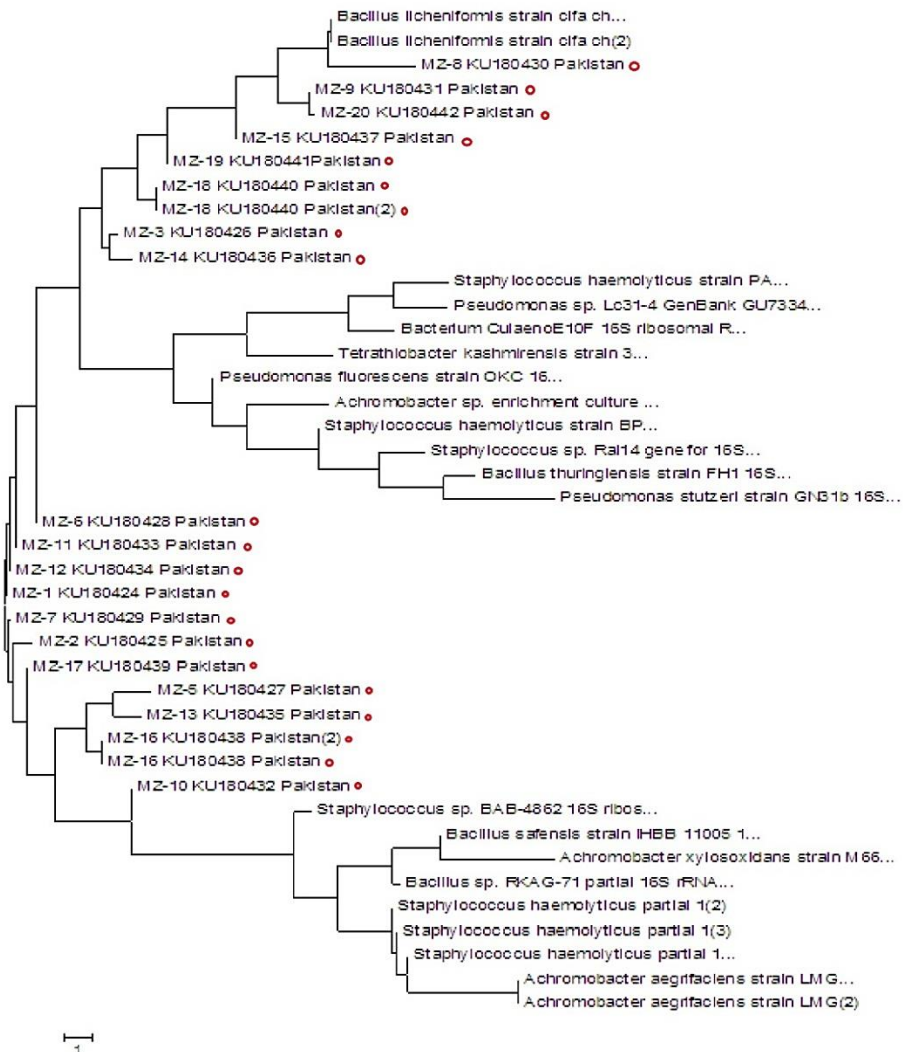 Bacillus licheniformis strain cifa ch...
Bacillus licheniformis strain cifa ch(2)
MZ-8 KU180430 Pakistan
MZ-9 KU180431 Pakistan
MZ-20 KU180442 Pakistan
MZ-15 KU180437 Pakistan
MZ-19 KU180441Pakistan
MZ-18 KU180440 Pakistan
MZ-18 KU180440 Pakistan(2)
MZ-3 KU180426 Pakistan
MZ-14 KU180436 Pakistan
Staphylococcus haemolyticus strain PA...
Pseudomonas sp. Lc31-4 GenBank GU7334...
Bacterium CulaenoE10F 16S ribosomal R...
Tetrathiobacter kashmirensis strain 3...
Pseudomonas fluorescens strain OKC 16...
Achromobacter sp. enrichment culture ...
Staphylococcus haemolyticus strain BP...
Staphylococcus sp. Ral14 gene for 16S...
Bacillus thuringiensis strain FH1 16S...
Pseudomonas stutzeri strain GN31b 16S...
MZ-6 KU180428 Pakistan
MZ-11 KU180433 Pakistan
MZ-12 KU180434 Pakistan
MZ-1 KU180424 Pakistan
MZ-7 KU180429 Pakistan
MZ-2 KU180425 Pakistan
MZ-17 KU180439 Pakistan
MZ-5 KU180427 Pakistan
MZ-13 KU180435 Pakistan
MZ-16 KU180438 Pakistan(2)
MZ-16 KU180438 Pakistan
MZ-10 KU180432 Pakistan
Staphylococcus sp. BAB-4862 16S ribos...
Bacillus safensis strain IHBB 11005 1...
Achromobacter xylosoxidans strain M66...
Bacillus sp. RKAG-71 partial 16S rRNA...
Staphylococcus haemolyticus partial 1(2)
Staphylococcus haemolyticus partial 1(3)
Staphylococcus haemolyticus partial 1...
Achromobacter aegrifaciens strain LMG...
Achromobacter aegrifaciens strain LMG(2)
1